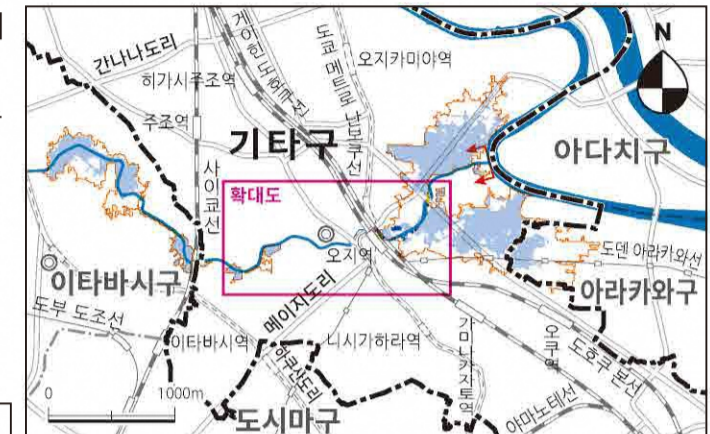 간나나도리
게이힌도호쿠선
도쿄 메트로 난보쿠선
오지카미야역
N
히가시주조역
주조역
기타구
아다치구
사이쿄선
확대도
오지역
도덴 아라카와선
이타바시구
아라카와구
도부 도조선
메이지도리
이타바시역
니시가하라역
하쿠산도리
가미나카자토역
오쿠역
도호쿠 본선
0
1000m
도시마구
야마노테선